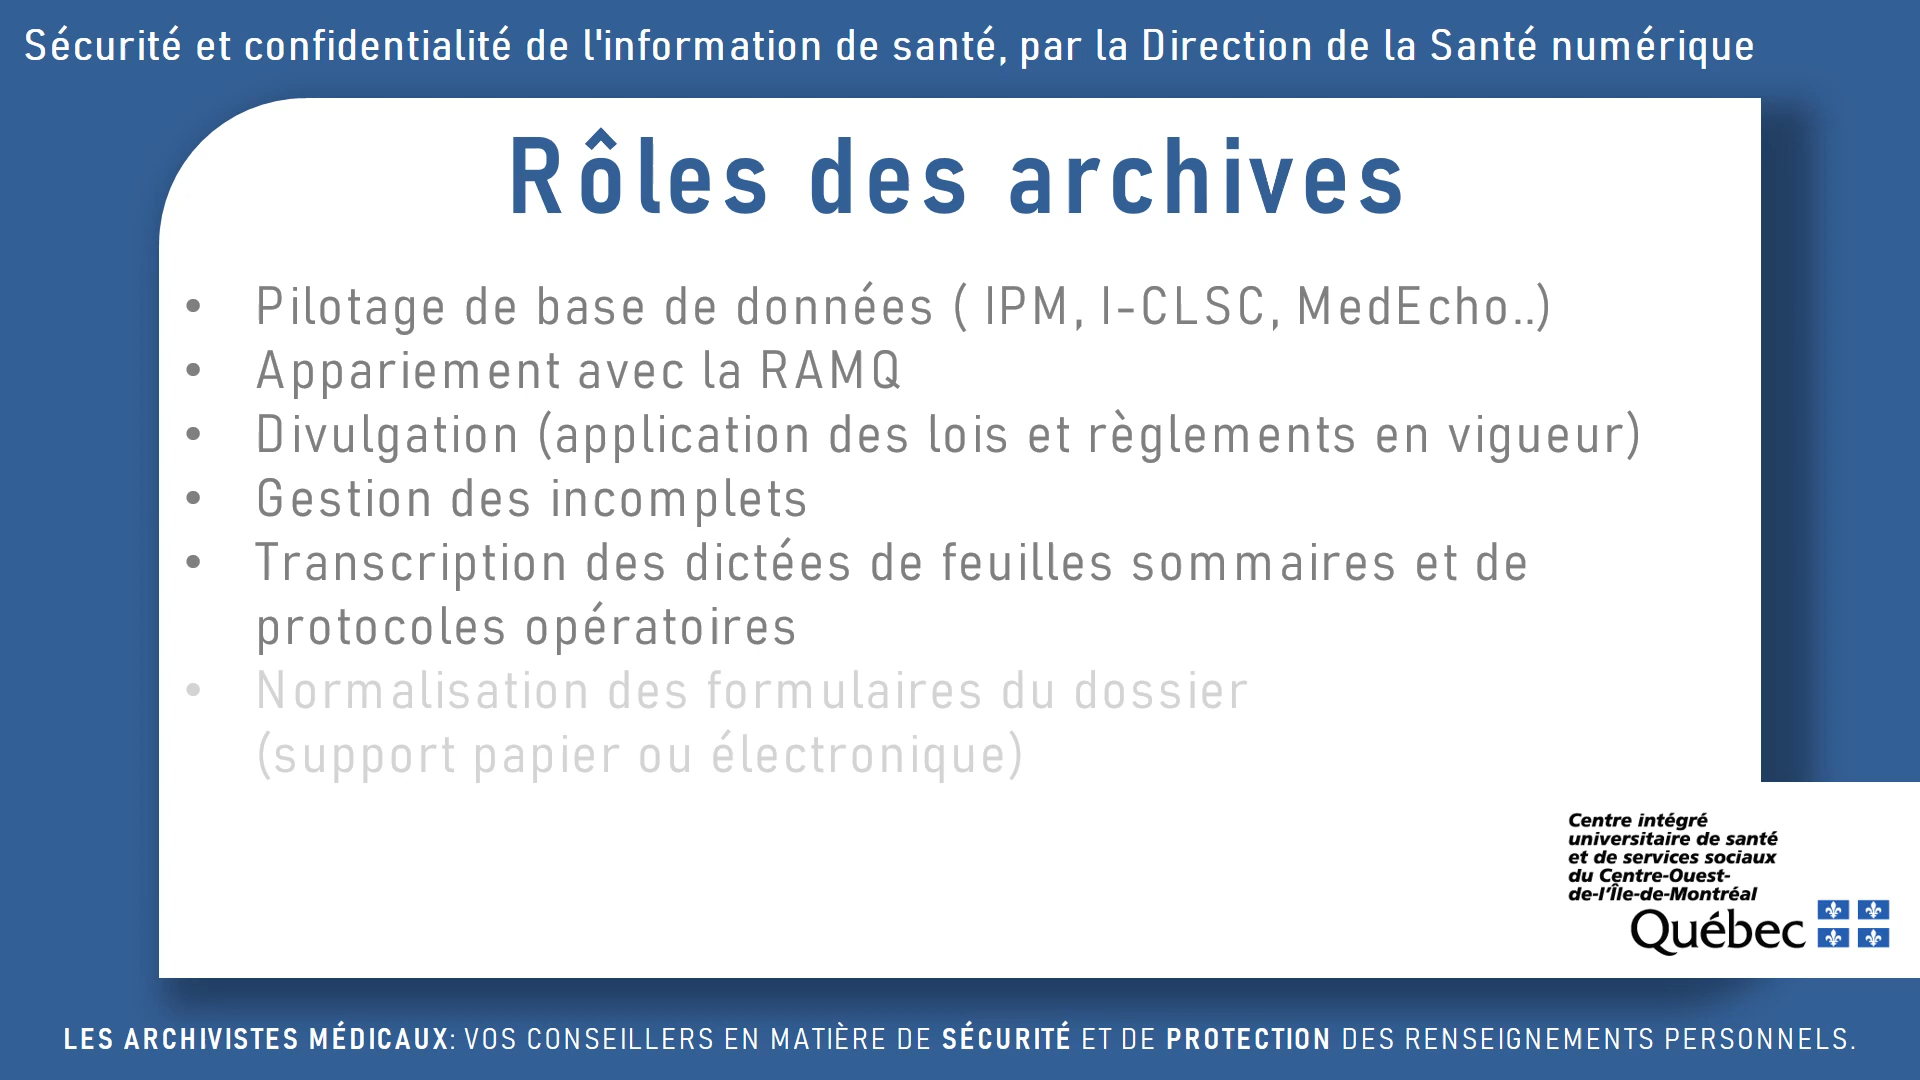 Sécurité et confidentialité de l'information de santé, par la Direction de la Santé numérique
Rôles des archives
• Pilotage de base de données ( IPM, I-CLSC, MedEcho..)
• Appariement avec la RAMQ
• Divulgation (application des lois et règlements en vigueur)
• Gestion des incomplets
• Transcription des dictées de feuilles sommaires et de
protocoles opératoires
• Normalisation des formulaires du dossier
(support papier ou électronique)
Centre intégré
universitaire de santé
et de services sociaux
du Centre-Ouest-
de-l'Île-de-Montréal
Québec
LES ARCHIVISTES MÉDICAUX: VOS CONSEILLERS EN MATIÈRE DE SÉCURITÉ ET DE PROTECTION DES RENSEIGNEMENTS PERSONNELS.